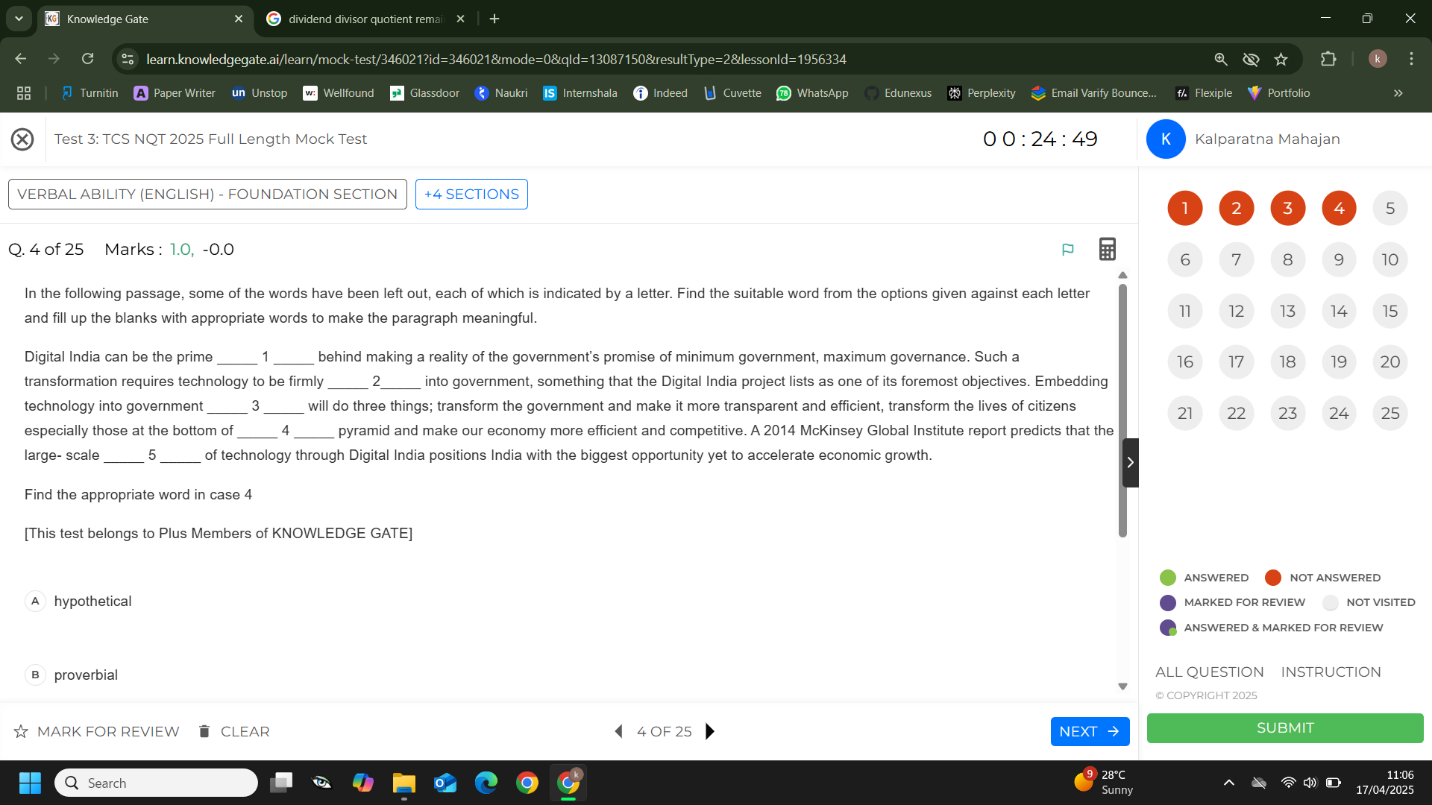 Knowledge Gate
dividend divisor quotient remai
learn.knowledgegate.ai/learn/mock-test/346021?id=346021&mode=0&qId=13087150&resultType=2&lessonId=1956334
k
Turnitin Paper Writer Unstop Wellfound Glassdoor Naukri Internshala Indeed Cuvette WhatsApp Edunexus Perplexity Email Varify Bounce... Flexiple Portfolio
Test 3: TCS NQT 2025 Full Length Mock Test
0 0 : 24 : 49
K Kalparatna Mahajan
VERBAL ABILITY (ENGLISH) - FOUNDATION SECTION
+4 SECTIONS
Q. 4 of 25 Marks : 1.0, -0.0
In the following passage, some of the words have been left out, each of which is indicated by a letter. Find the suitable word from the options given against each letter
and fill up the blanks with appropriate words to make the paragraph meaningful.
Digital India can be the prime _____ 1 _____ behind making a reality of the government's promise of minimum government, maximum governance. Such a
transformation requires technology to be firmly _____ 2_____ into government, something that the Digital India project lists as one of its foremost objectives. Embedding
technology into government _____ 3 _____ will do three things; transform the government and make it more transparent and efficient, transform the lives of citizens
especially those at the bottom of _____ 4 _____ pyramid and make our economy more efficient and competitive. A 2014 McKinsey Global Institute report predicts that the
large- scale _____ 5 _____ of technology through Digital India positions India with the biggest opportunity yet to accelerate economic growth.
Find the appropriate word in case 4
[This test belongs to Plus Members of KNOWLEDGE GATE]
A hypothetical
B proverbial
MARK FOR REVIEW CLEAR
4 OF 25
NEXT
1 2 3 4 5
6 7 8 9 10
11 12 13 14 15
16 17 18 19 20
21 22 23 24 25
ANSWERED NOT ANSWERED
MARKED FOR REVIEW NOT VISITED
ANSWERED & MARKED FOR REVIEW
ALL QUESTION INSTRUCTION
© COPYRIGHT 2025
SUBMIT
Search
9 28°C
Sunny
11:06
17/04/2025